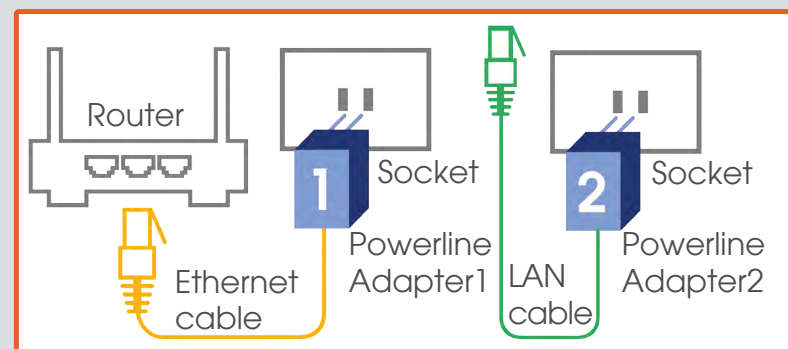 Router
1
Socket
Powerline
Adapter1
Ethernet
cable
2
Socket
Powerline
Adapter2
LAN
cable